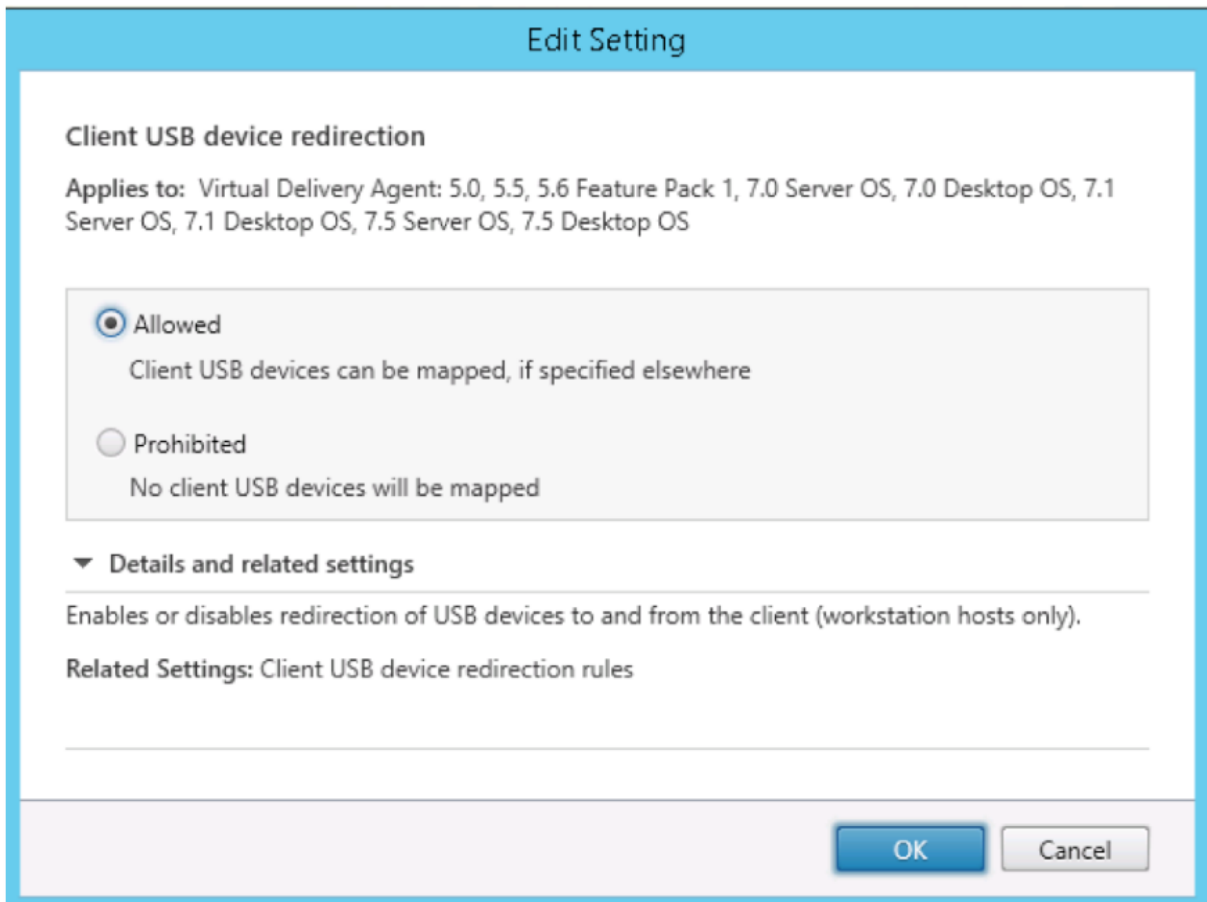 Edit Setting
Client USB device redirection
Applies to: Virtual Delivery Agent: 5.0, 5.5, 5.6 Feature Pack 1, 7.0 Server OS, 7.0 Desktop OS, 7.1
Server OS, 7.1 Desktop OS, 7.5 Server OS, 7.5 Desktop OS
Allowed
Client USB devices can be mapped, if specified elsewhere
Prohibited
No client USB devices will be mapped
Details and related settings
Enables or disables redirection of USB devices to and from the client (workstation hosts only).
Related Settings: Client USB device redirection rules
OK
Cancel